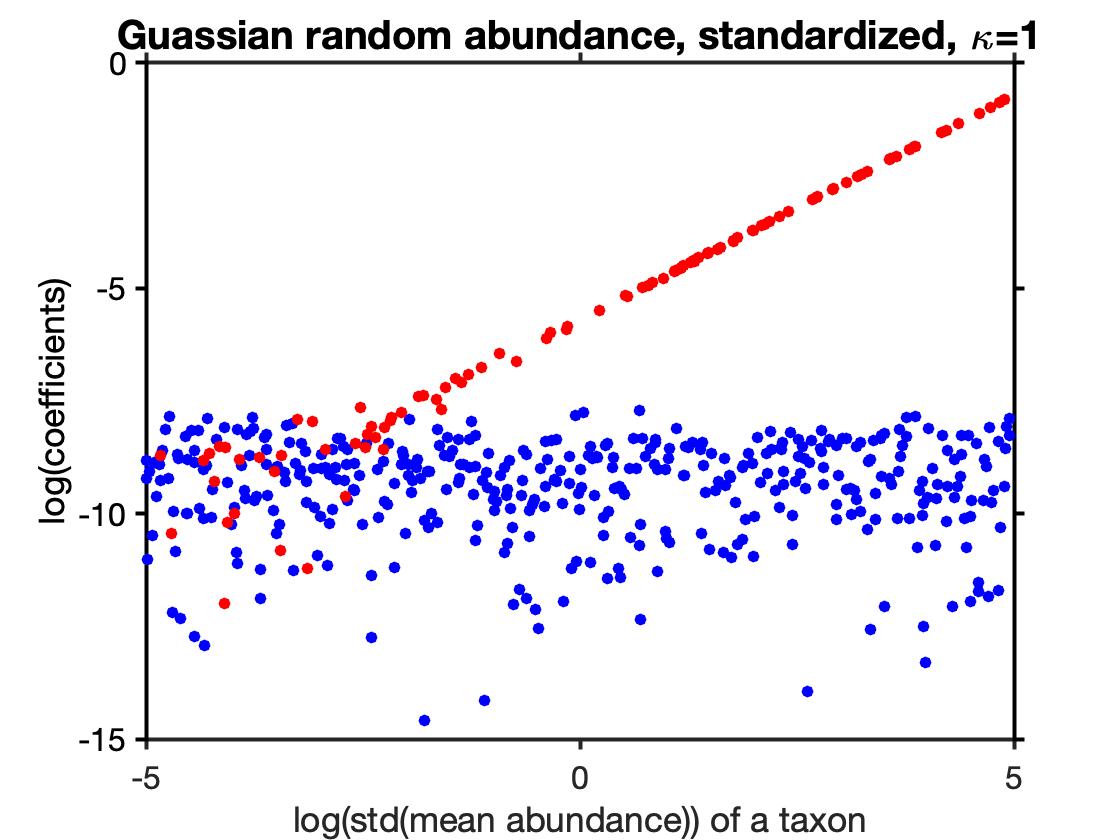 Guassian random abundance, standardized, κ=1
0
-5
-10
-15
log(coefficients)
-5 0 5
log(std(mean abundance)) of a taxon